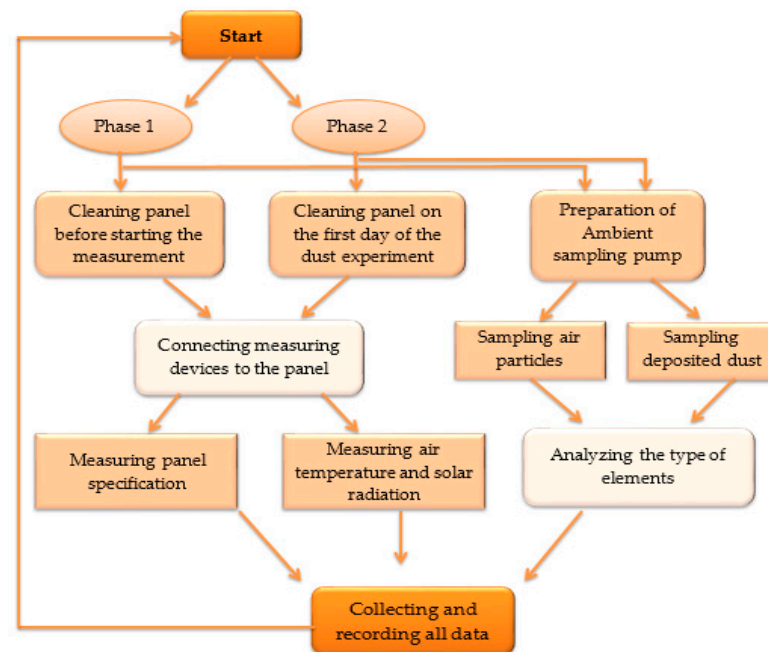 Start
Phase 1
Phase 2
Cleaning panel
before starting the
measurement
Cleaning panel on
the first day of the
dust experiment
Preparation of
Ambient
sampling pump
Connecting measuring
devices to the panel
Sampling air
particles
Sampling
deposited dust
Measuring panel
specification
Measuring air
temperature and solar
radiation
Analyzing the type of
elements
Collecting and
recording all data